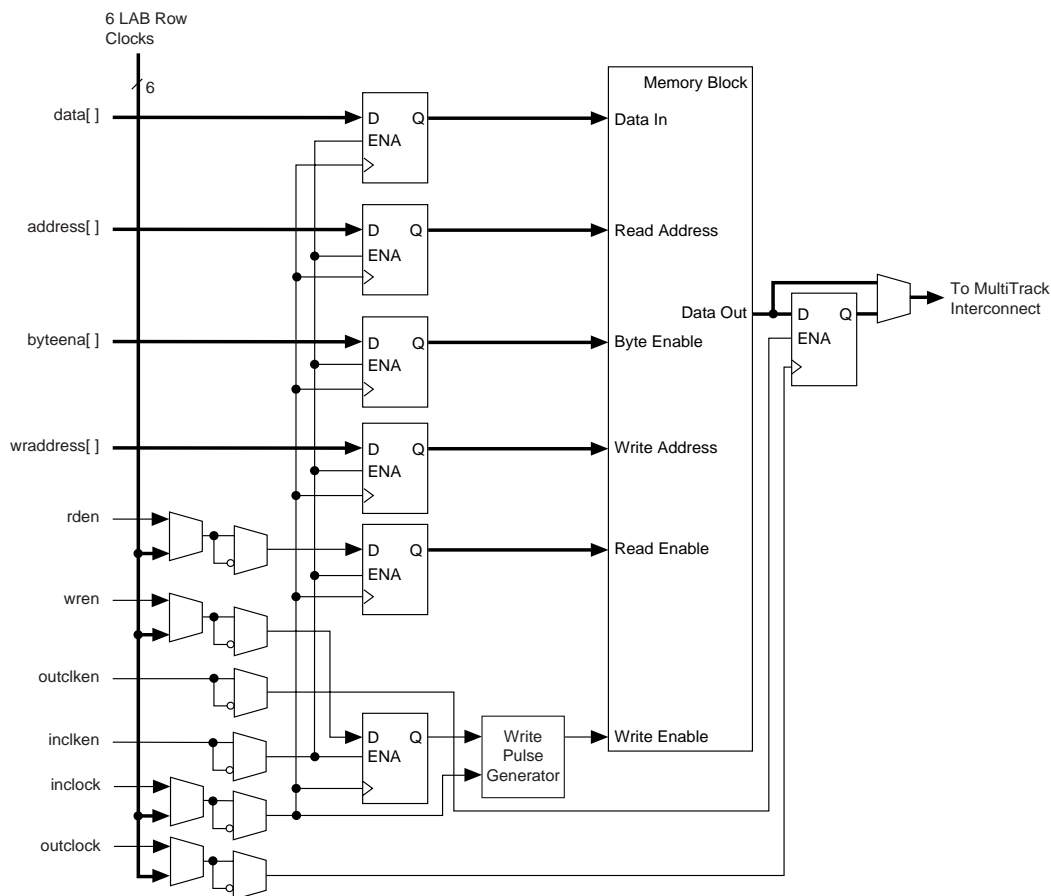 6 LAB Row
Clocks
6
Memory Block
data[ ]
D Q
ENA
Data In
address[ ]
D Q
ENA
Read Address
To MultiTrack
Interconnect
Data Out
D Q
ENA
byteena[ ]
D Q
ENA
Byte Enable
wraddress[ ]
D Q
ENA
Write Address
rden
D Q
ENA
Read Enable
wren
outclken
inclken
D Q
ENA
Write
Pulse
Generator
Write Enable
inclock
outclock